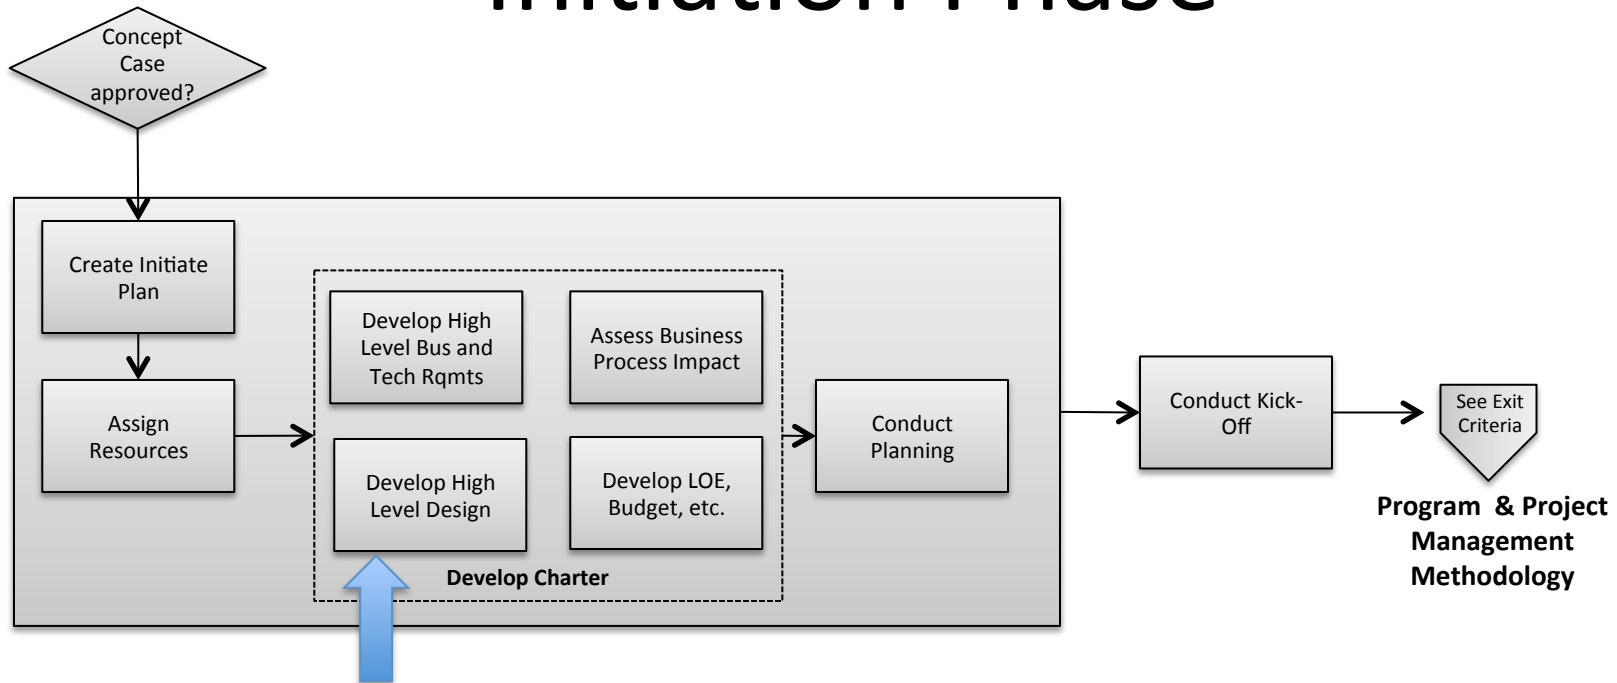 Initiation Phase
Concept
Case
approved?
Create Initiate
Plan
Assign
Resources
Develop High
Level Bus and
Tech Rqmts
Assess Business
Process Impact
Develop High
Level Design
Develop LOE,
Budget, etc.
Develop Charter
Conduct
Planning
Conduct Kick-
Off
See Exit
Criteria
Program & Project
Management
Methodology